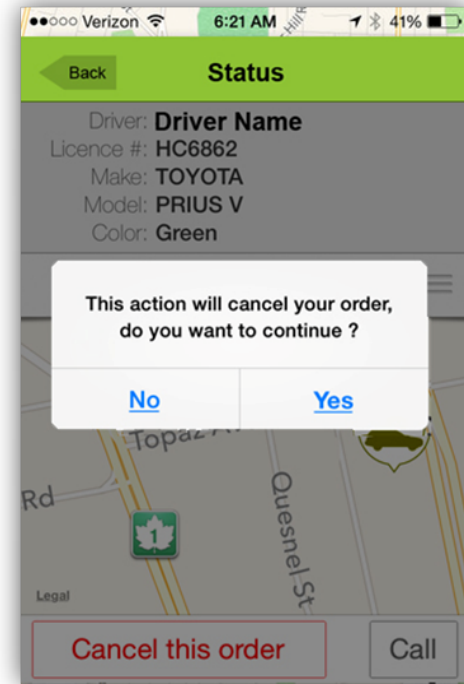 Verizon 6:21 AM 41%
Back Status
Driver: Driver Name
Licence #: HC6862
Make: TOYOTA
Model: PRIUS V
Color: Green
This action will cancel your order,
do you want to continue ?
No Yes
Topaz
Rd
1
Quesnel St
Legal
Cancel this order Call